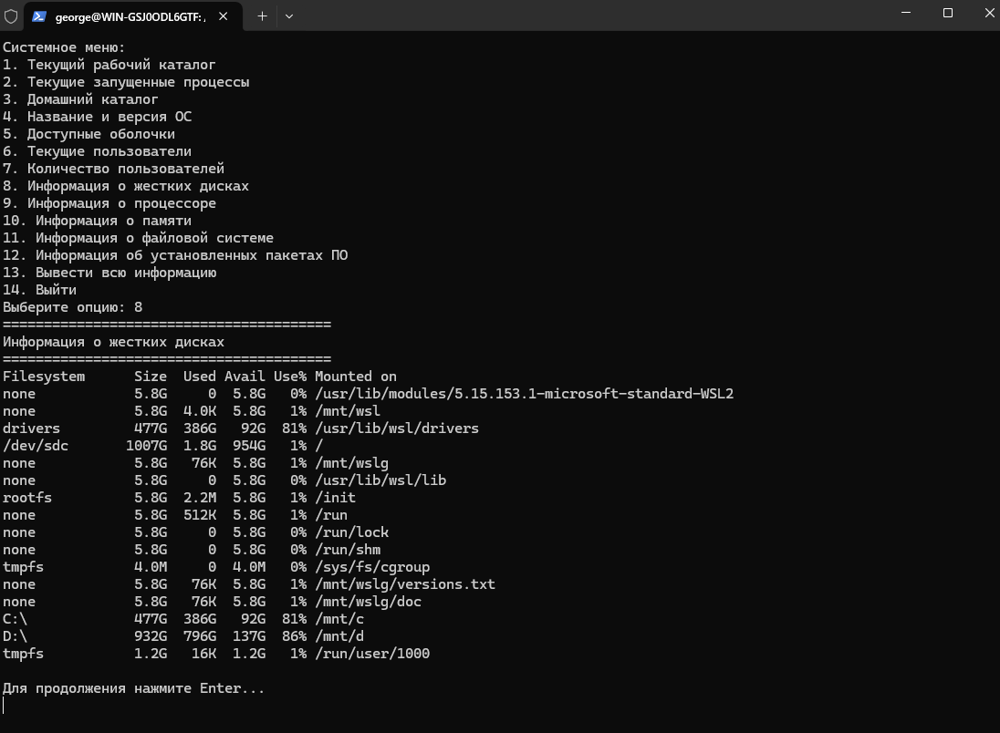 george@WIN-GSJ0ODL6GTF: /
Системное меню:
1. Текущий рабочий каталог
2. Текущие запущенные процессы
3. Домашний каталог
4. Название и версия ОС
5. Доступные оболочки
6. Текущие пользователи
7. Количество пользователей
8. Информация о жестких дисках
9. Информация о процессоре
10. Информация о памяти
11. Информация о файловой системе
12. Информация об установленных пакетах ПО
13. Вывести всю информацию
14. Выйти
Выберите опцию: 8
========================================
Информация о жестких дисках
========================================
Filesystem      Size  Used Avail Use% Mounted on
none            5.8G     0  5.8G   0% /usr/lib/modules/5.15.153.1-microsoft-standard-WSL2
none            5.8G  4.0K  5.8G   1% /mnt/wsl
drivers         477G  386G   92G  81% /usr/lib/wsl/drivers
/dev/sdc       1007G  1.8G  954G   1% /
none            5.8G   76K  5.8G   1% /mnt/wslg
none            5.8G     0  5.8G   0% /usr/lib/wsl/lib
rootfs          5.8G  2.2M  5.8G   1% /init
none            5.8G  512K  5.8G   1% /run
none            5.8G     0  5.8G   0% /run/lock
none            5.8G     0  5.8G   0% /run/shm
tmpfs           4.0M     0  4.0M   0% /sys/fs/cgroup
none            5.8G   76K  5.8G   1% /mnt/wslg/versions.txt
none            5.8G   76K  5.8G   1% /mnt/wslg/doc
C:\             477G  386G   92G  81% /mnt/c
D:\             932G  796G  137G  86% /mnt/d
tmpfs           1.2G   16K  1.2G   1% /run/user/1000
Для продолжения нажмите Enter...